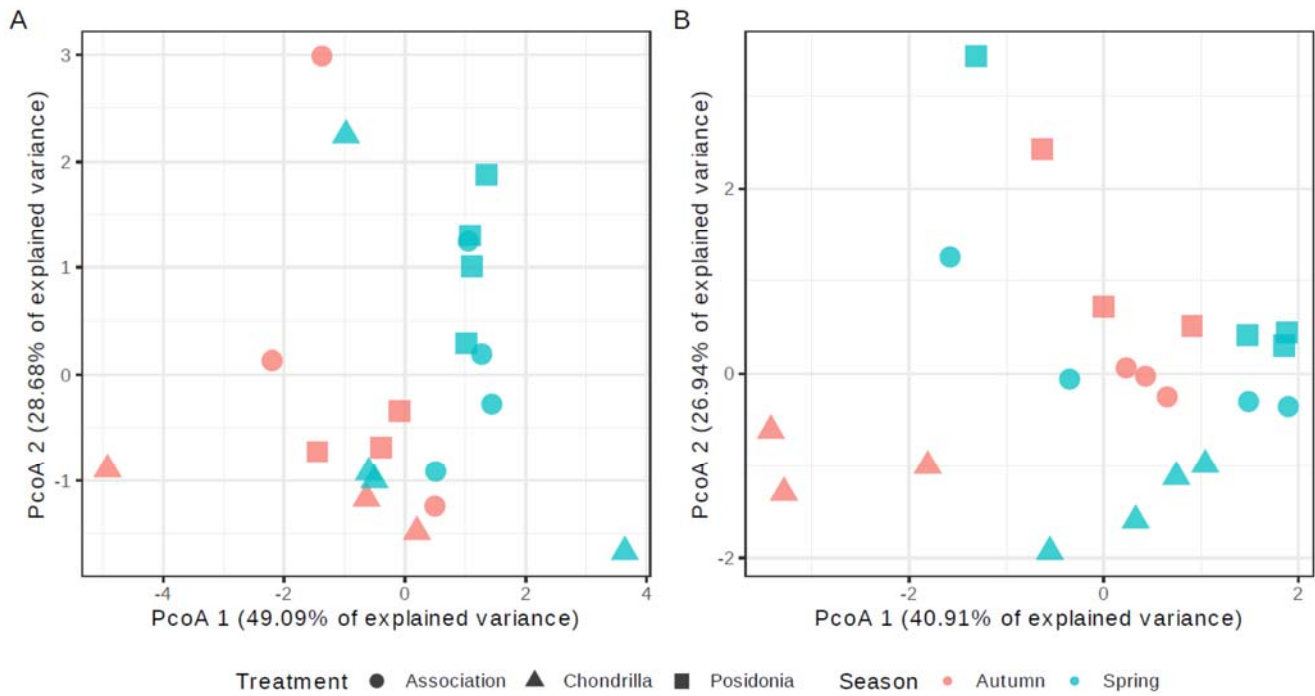 A
B
3
2
1
0
-1
PcoA 2 (28.68% of explained variance)
-4
-2
0
2
4
PcoA 1 (49.09% of explained variance)
2
0
-2
PcoA 2 (26.94% of explained variance)
-2
0
2
PcoA 1 (40.91% of explained variance)
Treatment Association Chondrilla Posidonia Season Autumn Spring